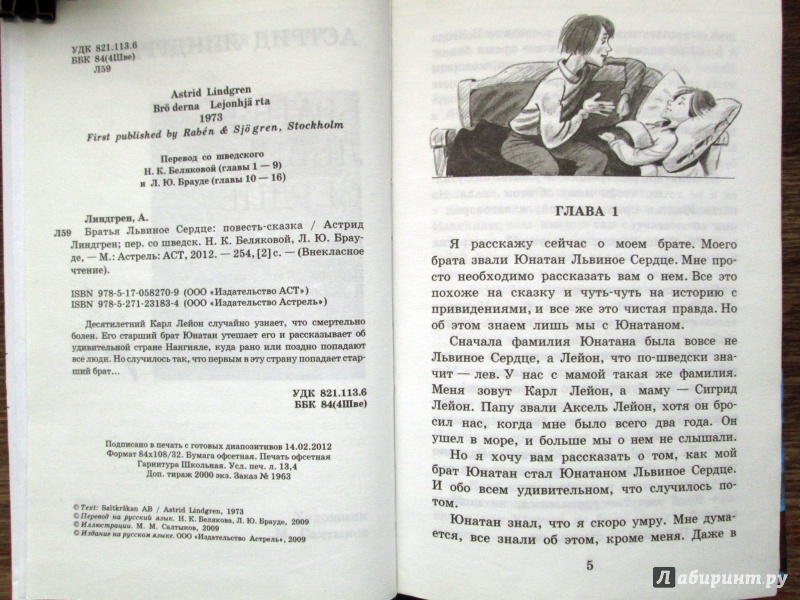 УДК 821.113.6
ББК 84(4Шве)
Л59
Astrid Lindgren
Brö derna Lejonhjä rta
1973
First published by Rabén & Sjö gren, Stockholm
Перевод со шведского
Н. К. Беляковой (главы 1 — 9)
и Л. Ю. Брауде (главы 10 — 16)
Линдгрен, А.
Л59 Братья Львиное Сердце: повесть-сказка / Астрид
Линдгрен; пер. со шведск. Н. К. Беляковой, Л. Ю. Брау-
де, — М.: Астрель: АСТ, 2012. — 254, [2] с. — (Внекласное
чтение).
ISBN 978-5-17-058270-9 (ООО «Издательство АСТ»)
ISBN 978-5-271-23183-4 (ООО «Издательство Астрель»)
Десятилетний Карл Лейон случайно узнает, что смертельно
болен. Его старший брат Юнатан утешает его и рассказывает об
удивительной стране Нангияле, куда рано или поздно попадают
все люди. Но случилось так, что первым в эту страну попадает стар-
ший брат...
УДК 821.113.6
ББК 84(4Шве)
Подписано в печать с готовых диапозитивов 14.02.2012
Формат 84х108/32. Бумага офсетная. Печать офсетная
Гарнитура Школьная. Усл. печ. л. 13,4
Доп. тираж 2000 экз. Заказ № 1963
© Text: Saltkråkan AB / Astrid Lindgren, 1973
© Перевод на русский язык. Н. К. Белякова, Л. Ю. Брауде, 2009
© Иллюстрации. М. М. Салтыков, 2009
© Издание на русском языке. ООО «Издательство Астрель», 2009
ГЛАВА 1
Я расскажу сейчас о моем брате. Моего
брата звали Юнатан Львиное Сердце. Мне про-
сто необходимо рассказать вам о нем. Все это
похоже на сказку и чуть-чуть на историю с
привидениями, и все же это чистая правда. Но
об этом знаем лишь мы с Юнатаном.
Сначала фамилия Юнатана была вовсе не
Львиное Сердце, а Лейон, что по-шведски зна-
чит — лев. У нас с мамой такая же фамилия.
Меня зовут Карл Лейон, а маму — Сигрид
Лейон. Папу звали Аксель Лейон, хотя он бро-
сил нас, когда мне было всего два года. Он
ушел в море, и больше мы о нем не слышали.
Но я хочу вам рассказать о том, как мой
брат Юнатан стал Юнатаном Львиное Сердце.
И обо всем удивительном, что случилось по-
том.
Юнатан знал, что я скоро умру. Мне дума-
ется, все знали об этом, кроме меня. Даже в
5
Лабиринт.ру